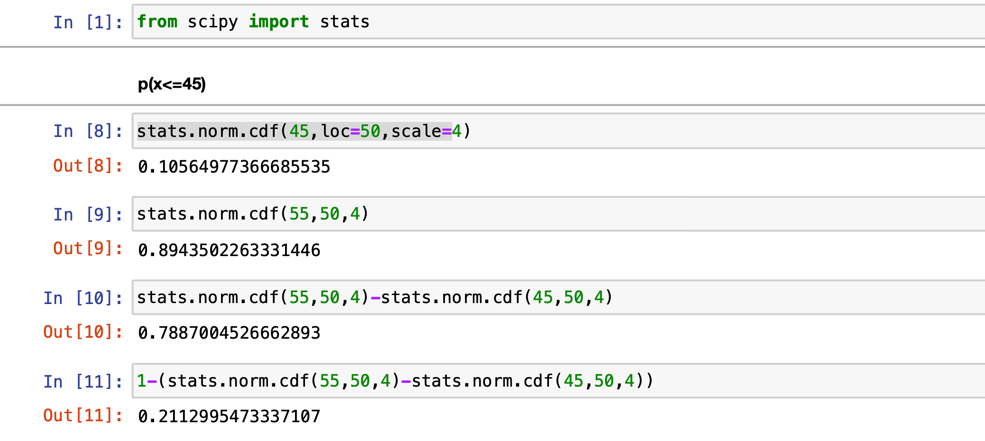 In [1]: from scipy import stats
p(x<=45)
In [8]: stats.norm.cdf(45,loc=50,scale=4)
Out[8]: 0.10564977366685535
In [9]: stats.norm.cdf(55,50,4)
Out[9]: 0.8943502263331446
In [10]: stats.norm.cdf(55,50,4)-stats.norm.cdf(45,50,4)
Out[10]: 0.7887004526662893
In [11]: 1-(stats.norm.cdf(55,50,4)-stats.norm.cdf(45,50,4))
Out[11]: 0.2112995473337107